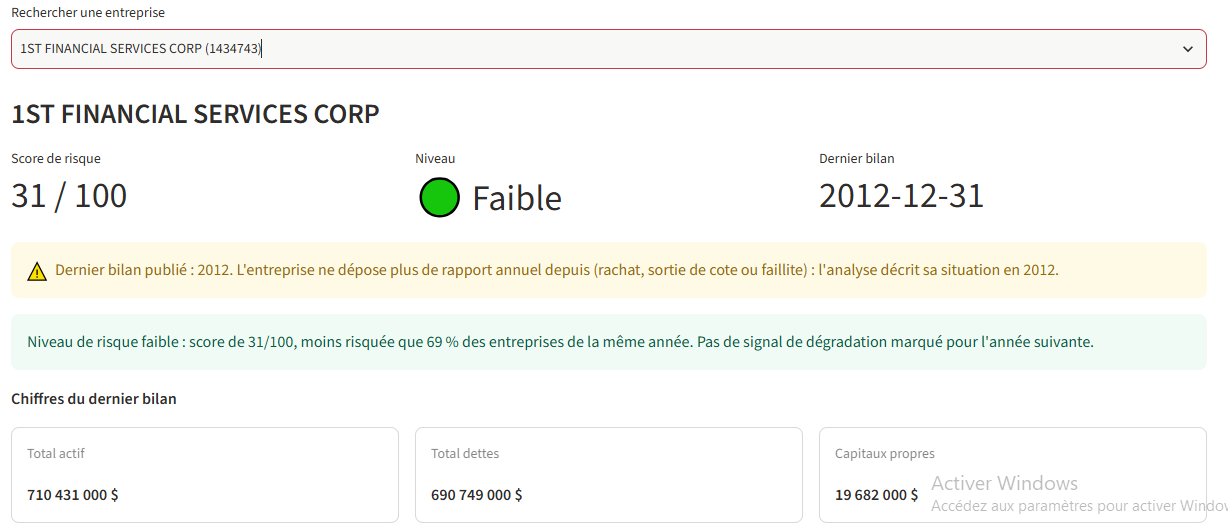 Rechercher une entreprise
1ST FINANCIAL SERVICES CORP (1434743)
1ST FINANCIAL SERVICES CORP
Score de risque
Niveau
Dernier bilan
31 / 100
Faible
2012-12-31
Dernier bilan publié : 2012. L'entreprise ne dépose plus de rapport annuel depuis (rachat, sortie de cote ou faillite) : l'analyse décrit sa situation en 2012.
Niveau de risque faible : score de 31/100, moins risquée que 69 % des entreprises de la même année. Pas de signal de dégradation marqué pour l'année suivante.
Chiffres du dernier bilan
Total actif
Total dettes
Capitaux propres
710 431 000 $
690 749 000 $
19 682 000 $
Activer Windows
Accédez aux paramètres pour activer Windov